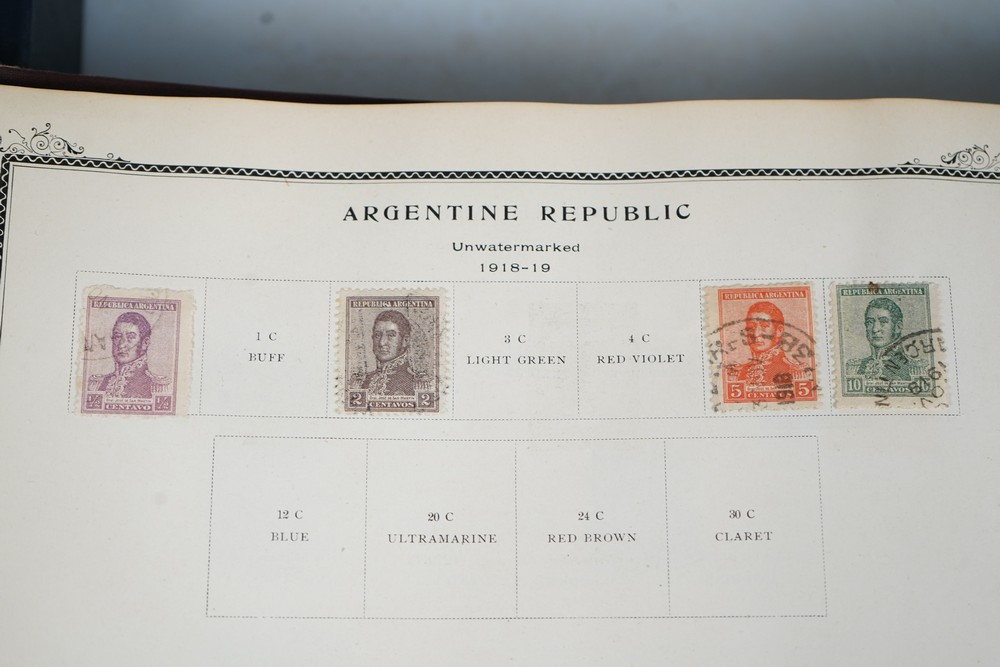 ARGENTINE REPUBLIC
Unwatermarked
1918-19
REPUBLICA ARGENTINA
½ ½
CENTAVO
1 C
BUFF
REPUBLICA ARGENTINA
2 2
CENTAVOS
3 C
LIGHT GREEN
4 C
RED VIOLET
REPUBLICA ARGENTINA
5 5
REPUBLICA ARGENTINA
10
CENTAVOS
12 C
BLUE
20 C
ULTRAMARINE
24 C
RED BROWN
30 C
CLARET